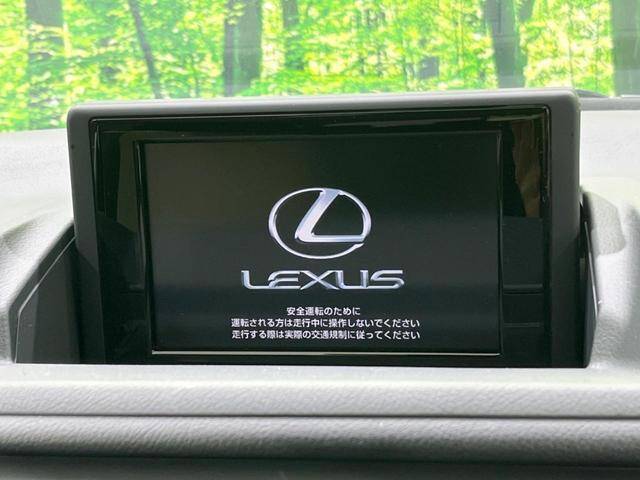 LEXUS
安全運転のために
運転される方は走行中に操作しないでください
走行する際は実際の交通規制に従ってください